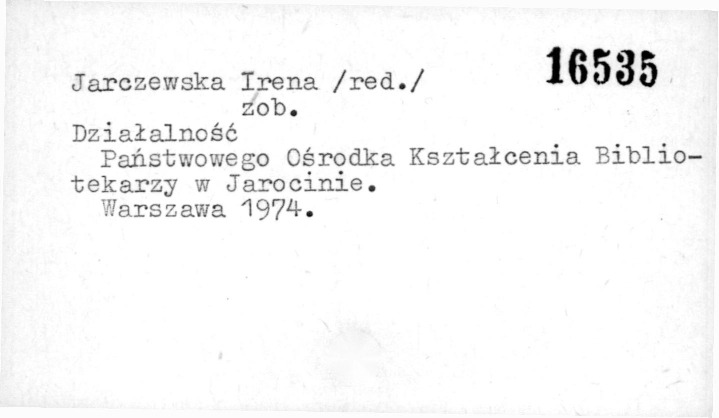 16535
Jarczewska Irena /red./
zob.
Działalność
Państwowego Ośrodka Kształcenia Biblio-
tekarzy w Jarocinie.
Warszawa 1974.